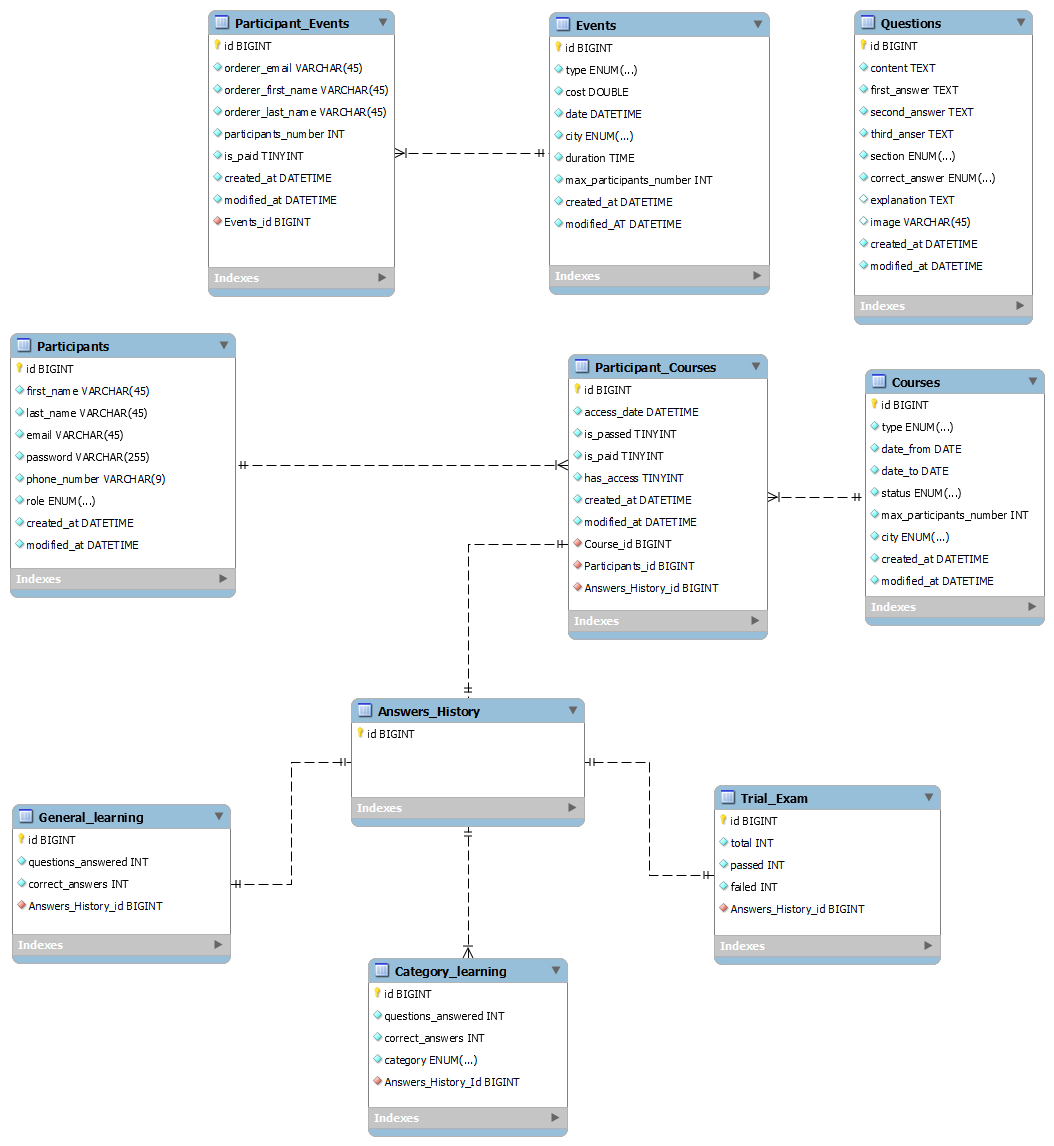 Participant_Events
id BIGINT
orderer_email VARCHAR(45)
orderer_first_name VARCHAR(45)
orderer_last_name VARCHAR(45)
participants_number INT
is_paid TINYINT
created_at DATETIME
modified_at DATETIME
Events_id BIGINT
Indexes
Events
id BIGINT
type ENUM(...)
cost DOUBLE
date DATETIME
city ENUM(...)
duration TIME
max_participants_number INT
created_at DATETIME
modified_AT DATETIME
Indexes
Questions
id BIGINT
content TEXT
first_answer TEXT
second_answer TEXT
third_anser TEXT
section ENUM(...)
correct_answer ENUM(...)
explanation TEXT
image VARCHAR(45)
created_at DATETIME
modified_at DATETIME
Indexes
Participants
id BIGINT
first_name VARCHAR(45)
last_name VARCHAR(45)
email VARCHAR(45)
password VARCHAR(255)
phone_number VARCHAR(9)
role ENUM(...)
created_at DATETIME
modified_at DATETIME
Indexes
Participant_Courses
id BIGINT
access_date DATETIME
is_passed TINYINT
is_paid TINYINT
has_access TINYINT
created_at DATETIME
modified_at DATETIME
Course_id BIGINT
Participants_id BIGINT
Answers_History_id BIGINT
Indexes
Courses
id BIGINT
type ENUM(...)
date_from DATE
date_to DATE
status ENUM(...)
max_participants_number INT
city ENUM(...)
created_at DATETIME
modified_at DATETIME
Indexes
Answers_History
id BIGINT
Indexes
General_learning
id BIGINT
questions_answered INT
correct_answers INT
Answers_History_id BIGINT
Indexes
Trial_Exam
id BIGINT
total INT
passed INT
failed INT
Answers_History_id BIGINT
Indexes
Category_learning
id BIGINT
questions_answered INT
correct_answers INT
category ENUM(...)
Answers_History_Id BIGINT
Indexes